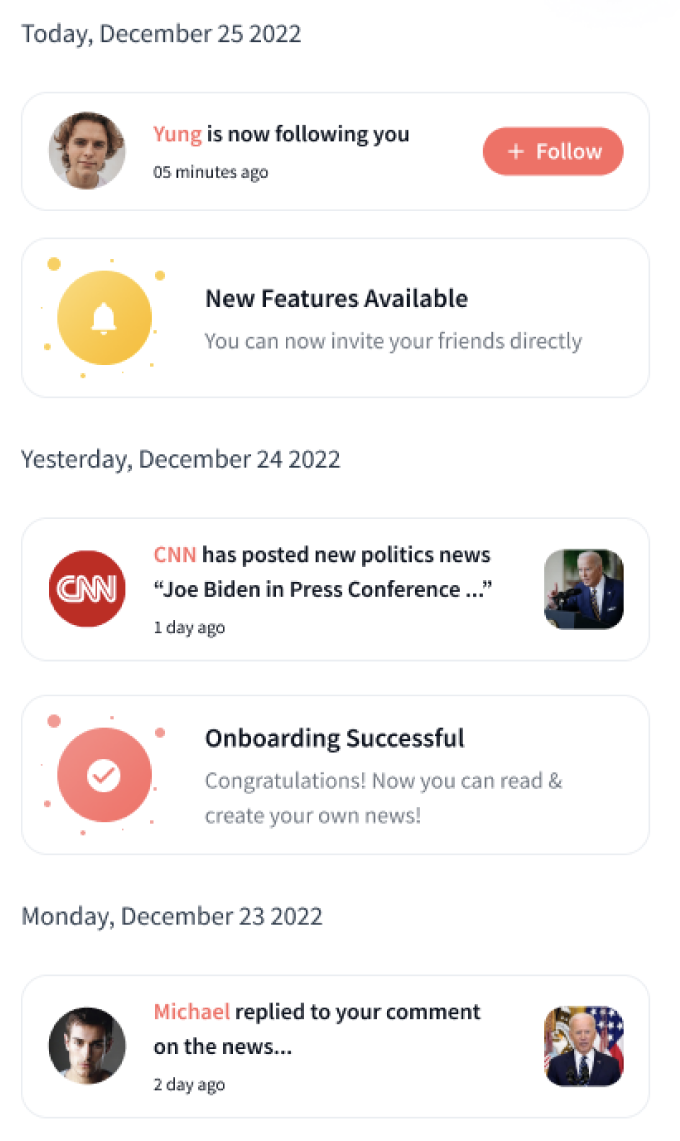 Today, December 25 2022
Yung is now following you
05 minutes ago
+ Follow
New Features Available
You can now invite your friends directly
Yesterday, December 24 2022
CNN
CNN has posted new politics news
“Joe Biden in Press Conference ...”
1 day ago
Onboarding Successful
Congratulations! Now you can read &
create your own news!
Monday, December 23 2022
Michael replied to your comment
on the news...
2 day ago